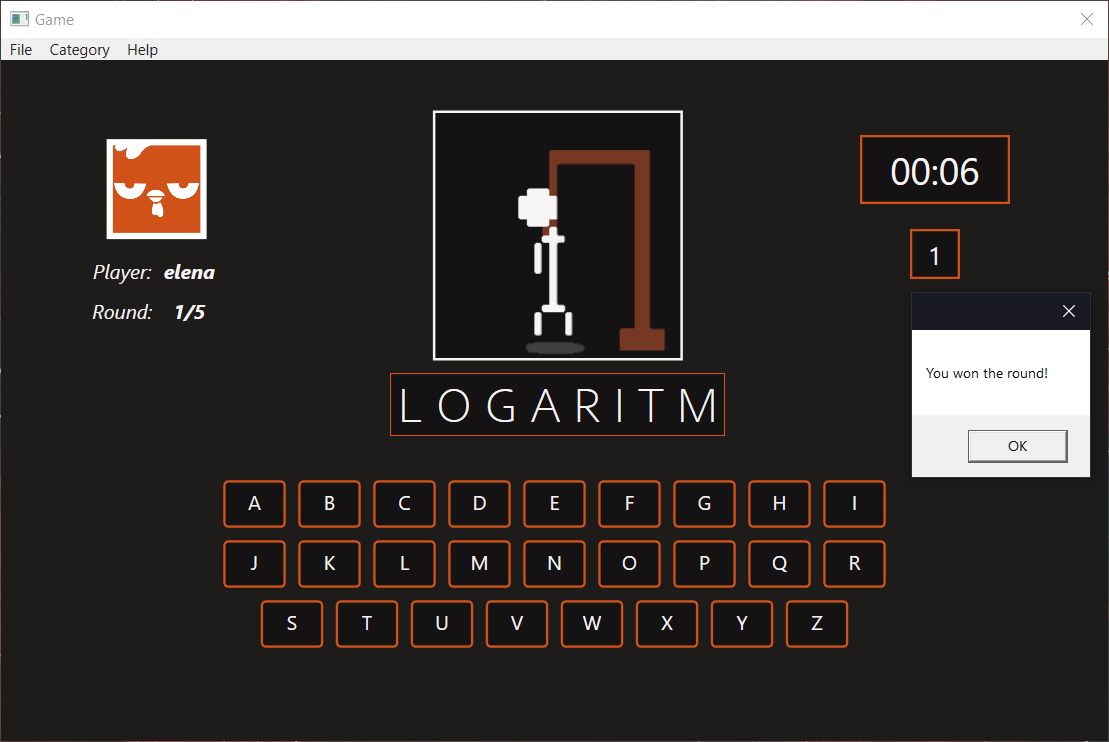 Game
File Category Help
00:06
1
Player: elena
Round: 1/5
You won the round!
OK
LOGARITM
A B C D E F G H I
J K L M N O P Q R
S T U V W X Y Z